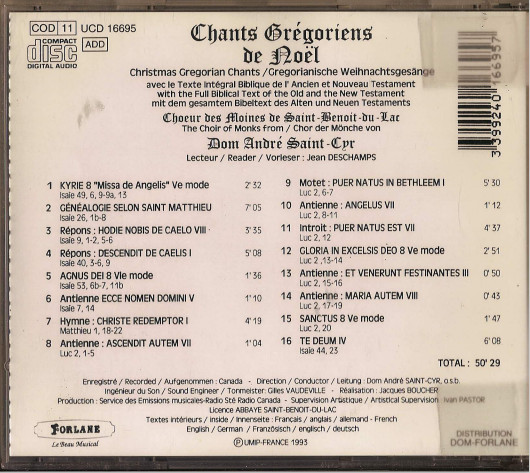 COD 11 UCD 16695
COMPACT
disc
DIGITAL AUDIO
ADD
Chants Grégoriens
de Noël
Christmas Gregorian Chants / Gregorianische Weihnachtsgesänge
avec le Texte Intégral Biblique de l' Ancien et Nouveau Testament
with the Full Biblical Text of the Old and the New Testament
mit dem gesamtem Bibeltext des Alten und Neuen Testaments
Choeur des Moines de Saint-Benoit-du-Lac
The Choir of Monks from / Chor der Mönche von
Dom André Saint-Cyr
Lecteur / Reader / Vorleser : Jean DESCHAMPS
3 399240 166957
1 KYRIE 8 "Missa de Angelis" Ve mode 2' 32
Isaïe 49, 6, 9-9a, 13
2 GÉNÉALOGIE SELON SAINT MATTHIEU 7' 05
Isaïe 26, 1b-8
3 Répons : HODIE NOBIS DE CAELO VIII 3' 35
Isaïe 9, 1-2, 5-6
4 Répons : DESCENDIT DE CAELIS I 5' 08
Isaïe 40, 3-6, 9
5 AGNUS DEI 8 VIe mode 1' 36
Isaïe 53, 6b-7, 11b
6 Antienne ECCE NOMEN DOMINI V 1' 10
Isaïe 7, 14
7 Hymne : CHRISTE REDEMPTOR I 4' 19
Matthieu 1, 18-22
8 Antienne : ASCENDIT AUTEM VII 1' 04
Luc 2, 1-5
9 Motet : PUER NATUS IN BETHLEEM I 5' 30
Luc 2, 6-7
10 Antienne : ANGELUS VII 1' 12
Luc 2, 8-11
11 Introit : PUER NATUS EST VII 4' 37
Luc 2, 12
12 GLORIA IN EXCELSIS DEO 8 Ve mode 2' 51
Luc 2 ,13-14
13 Antienne : ET VENERUNT FESTINANTES III 0' 50
Luc 2, 15-16
14 Antienne : MARIA AUTEM VIII 0' 43
Luc 2, 17-19
15 SANCTUS 8 Ve mode 1' 47
Luc 2, 20
16 TE DEUM IV 6' 08
Isaïe 44, 23
TOTAL : 50' 29
Enregistré / Recorded / Aufgenommen : Canada - Direction / Conductor / Leitung : Dom André SAINT-CYR, o.s.b.
Ingénieur du Son / Sound Engineer / Tonmeister: Gilles VAUDEVILLE - Réalisation : Jacques BOUCHER
Production : Service des Emissions musicales-Radio Sté Radio Canada - Supervision Artistique / Artistical Supervision Ivan PASTOR
Licence ABBAYE SAINT-BENOIT-DU-LAC
Textes intérieurs / inside / Innenseite : Français / anglais / allemand - French
English / German / Französisch / englisch / deutsch
Ⓟ UMIP-FRANCE 1993
FORLANE
Le Beau Musical
DISTRIBUTION
DOM-FORLANE